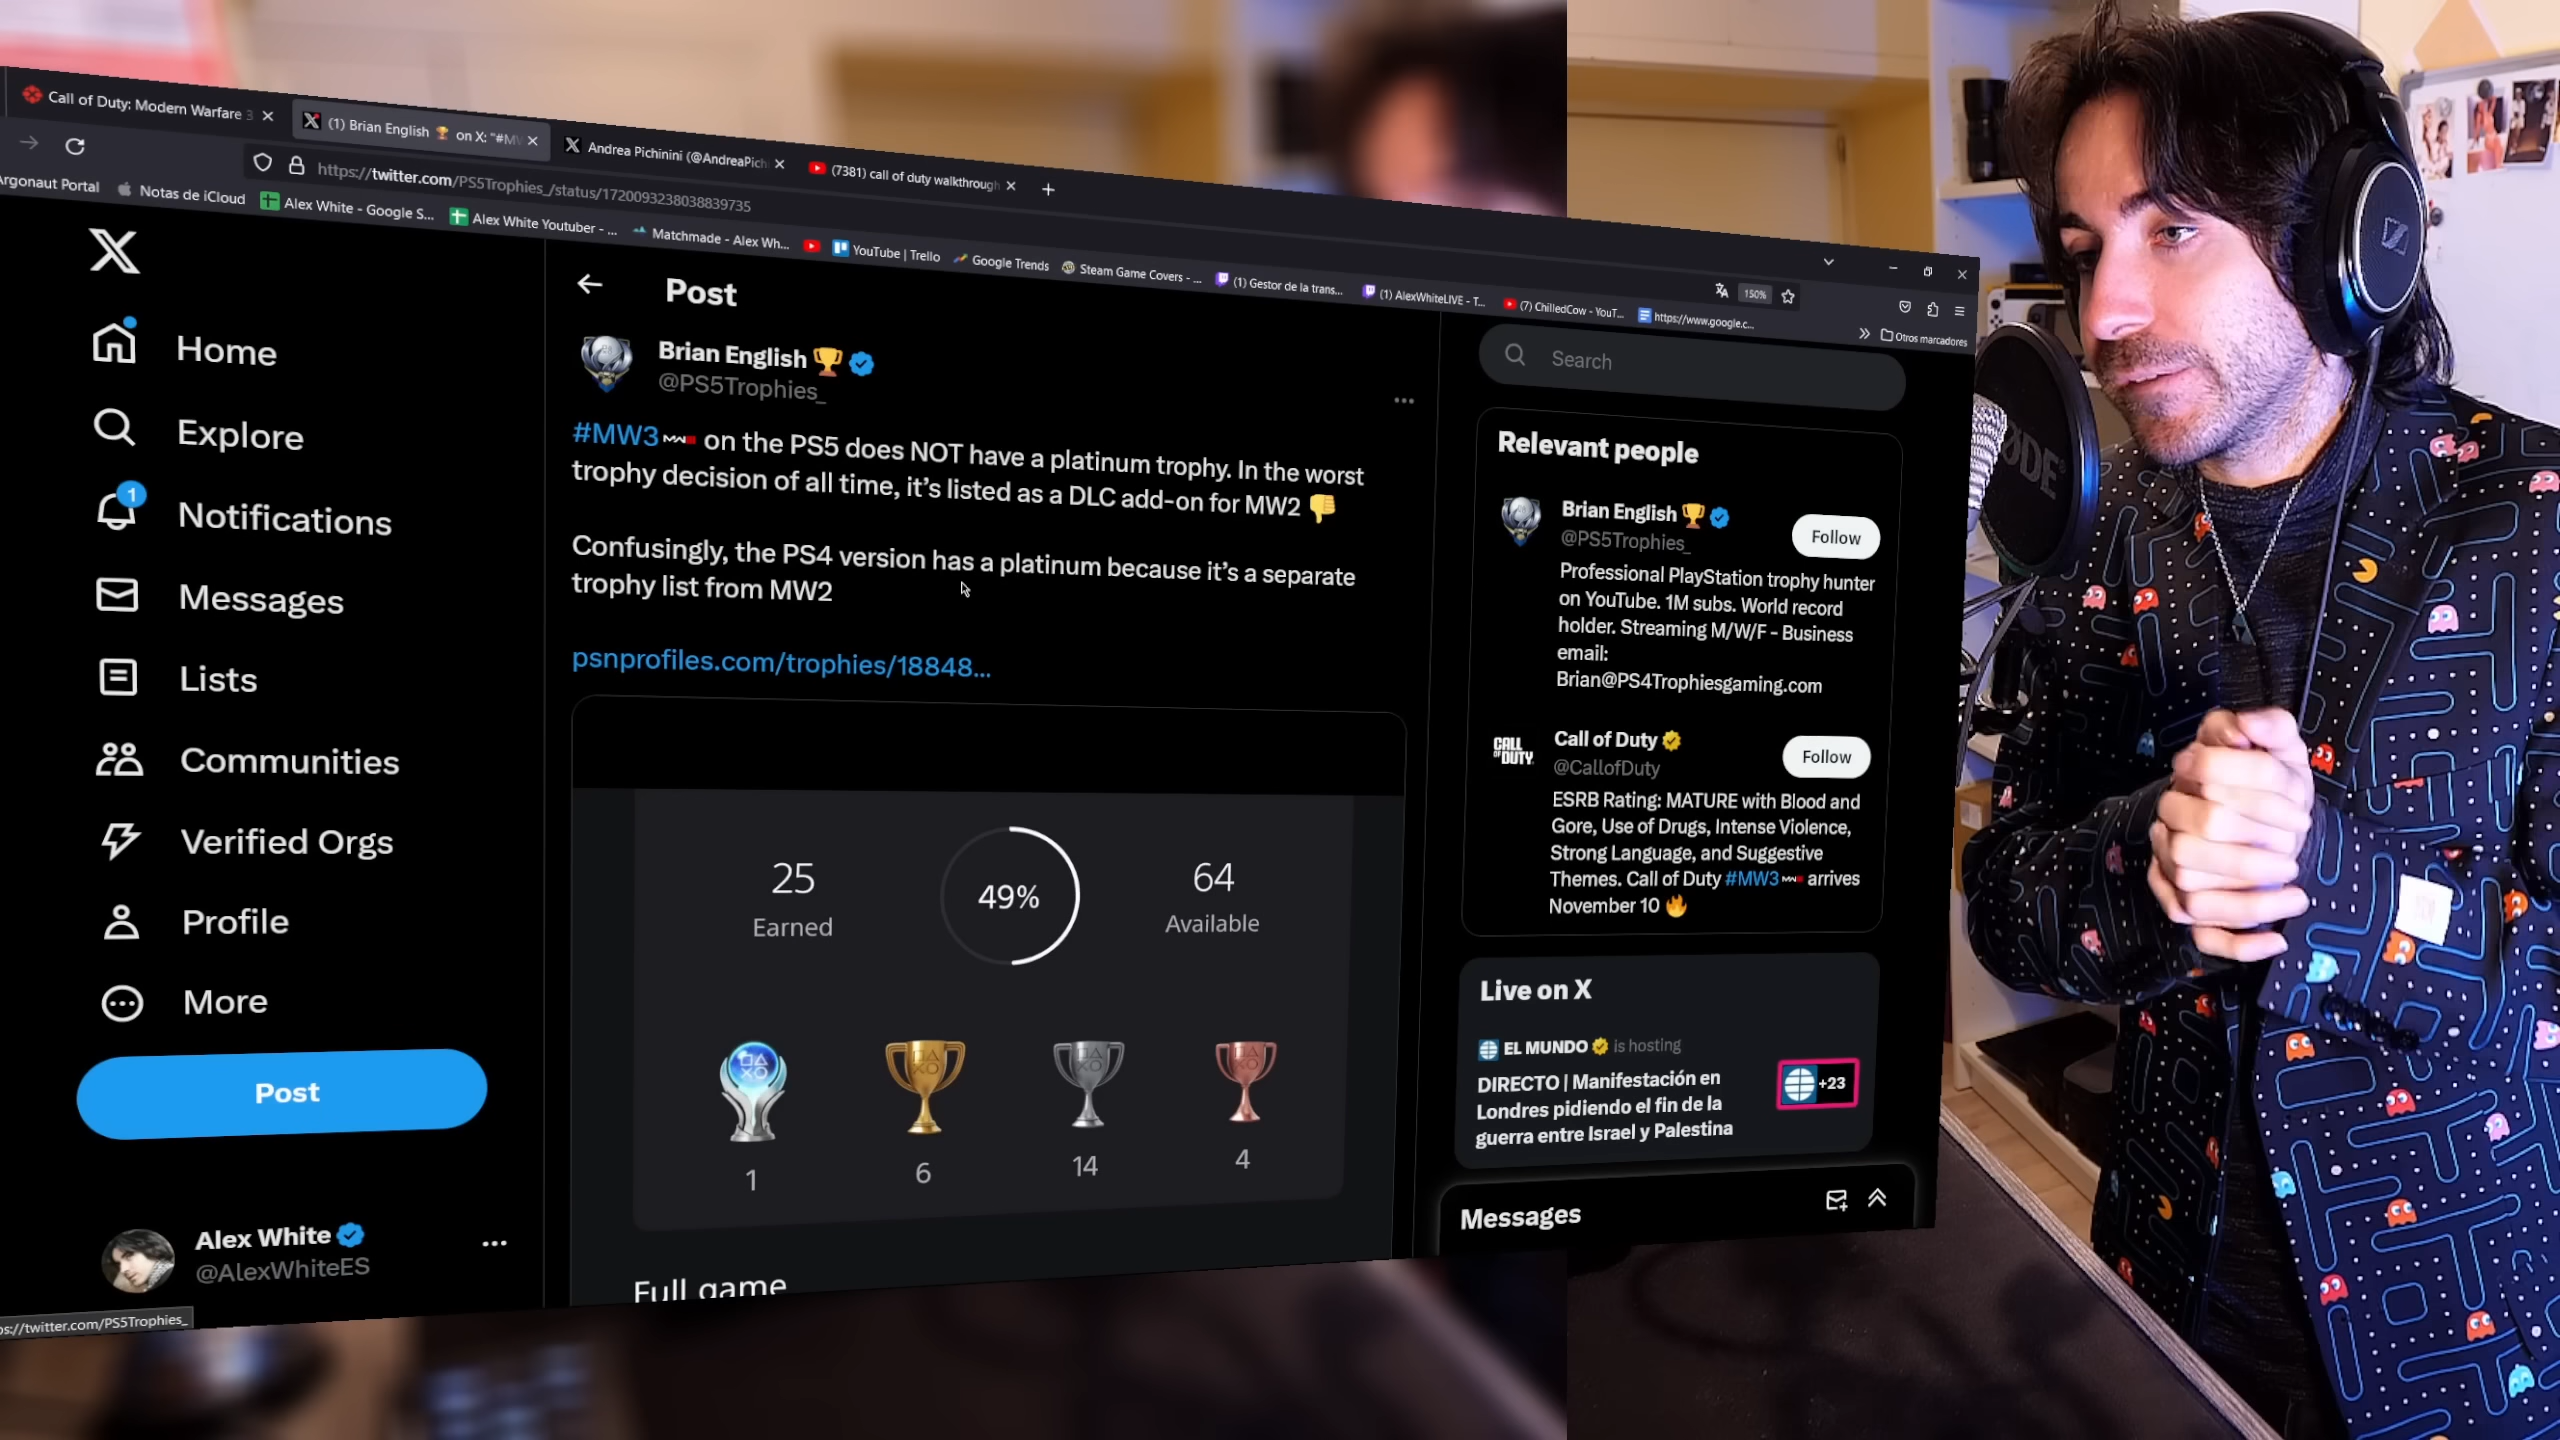 Call of Duty: Modern Warfare 3
(1) Brian English 🏆 on X: "#MW
Andrea Pichinini (@AndreaPich
(7381) call of duty walkthrough
https://twitter.com/PS5Trophies_/status/1720093238038839735
150%
Argonaut Portal
Notas de iCloud
Alex White - Google S...
Alex White Youtuber - ...
Matchmade - Alex Wh...
YouTube | Trello
Google Trends
Steam Game Covers - ...
(1) Gestor de la trans...
(1) AlexWhiteLIVE - T...
(7) ChilledCow - YouT...
https://www.google.c...
Otros marcadores
Home
Explore
1
Notifications
Messages
Lists
Communities
Verified Orgs
Profile
More
Post
Alex White
@AlexWhiteES
ps://twitter.com/PS5Trophies_
Post
Brian English 🏆
@PS5Trophies_
#MW3 on the PS5 does NOT have a platinum trophy. In the worst
trophy decision of all time, it's listed as a DLC add-on for MW2 👎
Confusingly, the PS4 version has a platinum because it's a separate
trophy list from MW2
psnprofiles.com/trophies/18848...
25
Earned
49%
64
Available
1
6
14
4
Full game
Search
Relevant people
Brian English 🏆
@PS5Trophies_
Follow
Professional PlayStation trophy hunter
on YouTube. 1M subs. World record
holder. Streaming M/W/F - Business
email:
Brian@PS4Trophiesgaming.com
CALL
OF DUTY
Call of Duty
@CallofDuty
Follow
ESRB Rating: MATURE with Blood and
Gore, Use of Drugs, Intense Violence,
Strong Language, and Suggestive
Themes. Call of Duty #MW3 arrives
November 10 🔥
Live on X
EL MUNDO is hosting
DIRECTO | Manifestación en
Londres pidiendo el fin de la
guerra entre Israel y Palestina
+23
Messages